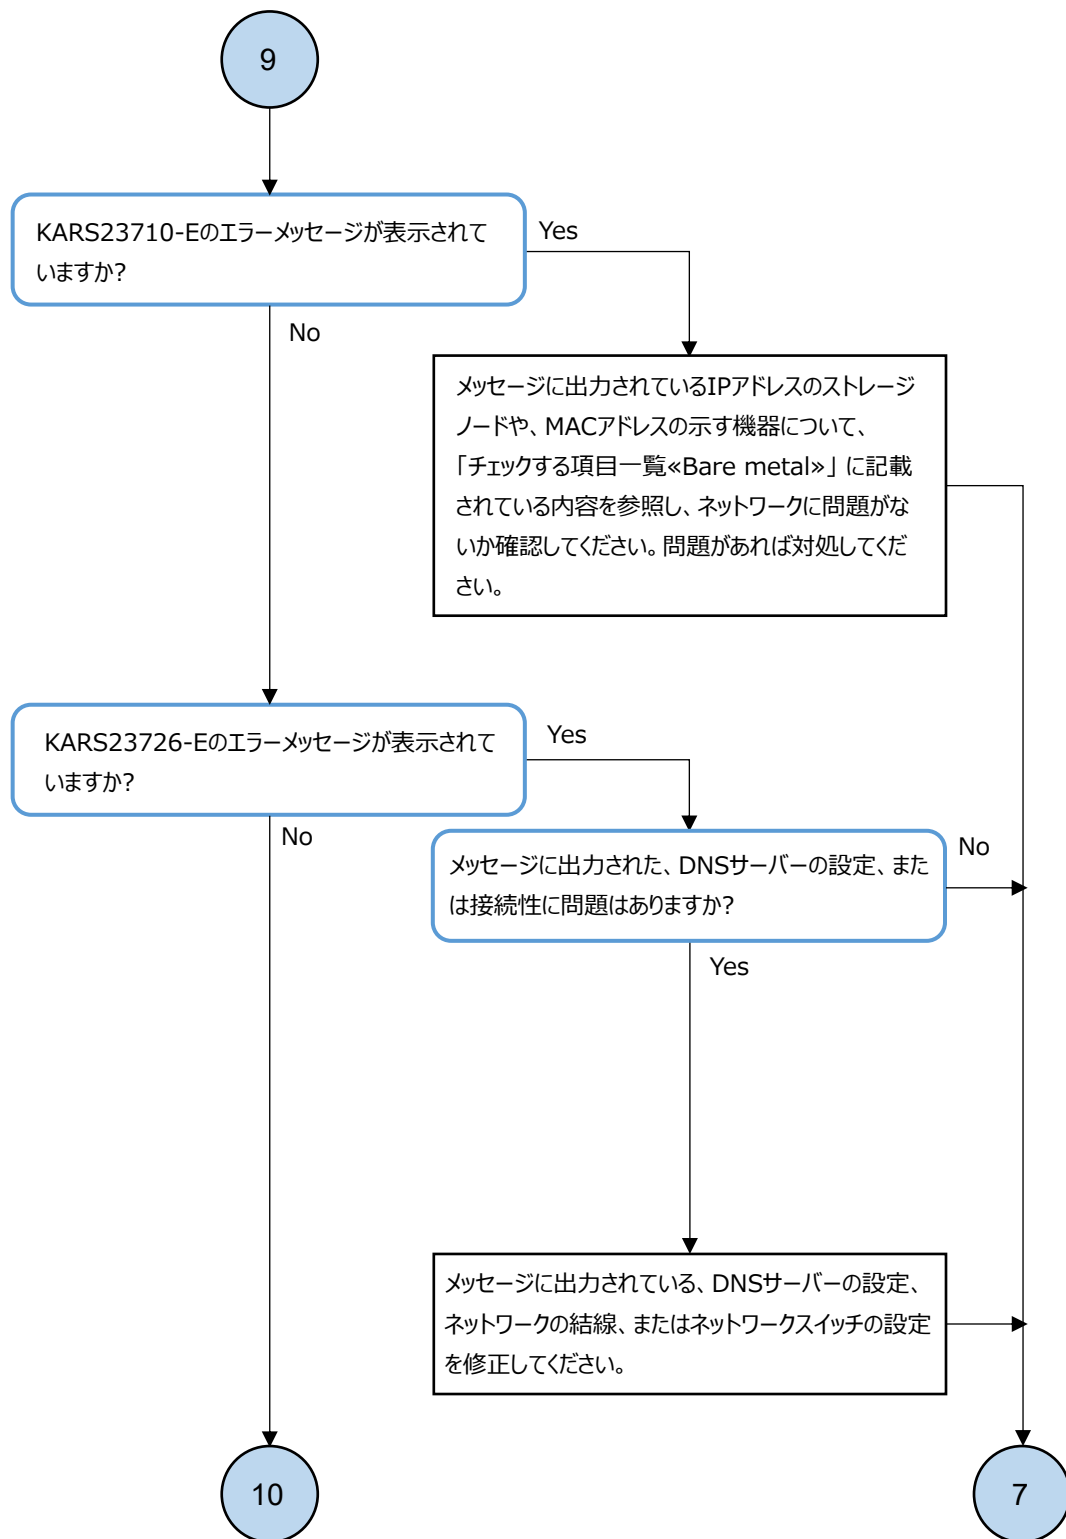 9
KARS23710-Eのエラーメッセージが表示されて
いますか?
Yes
No
メッセージに出力されているIPアドレスのストレージ
ノードや、MACアドレスの示す機器について、
「チェックする項目一覧«Bare metal»」に記載
されている内容を参照し、ネットワークに問題がな
いか確認してください。問題があれば対処してくだ
さい。
KARS23726-Eのエラーメッセージが表示されて
いますか?
Yes
No
メッセージに出力された、DNSサーバーの設定、また
は接続性に問題はありますか?
No
Yes
メッセージに出力されている、DNSサーバーの設定、
ネットワークの結線、またはネットワークスイッチの設定
を修正してください。
10
7